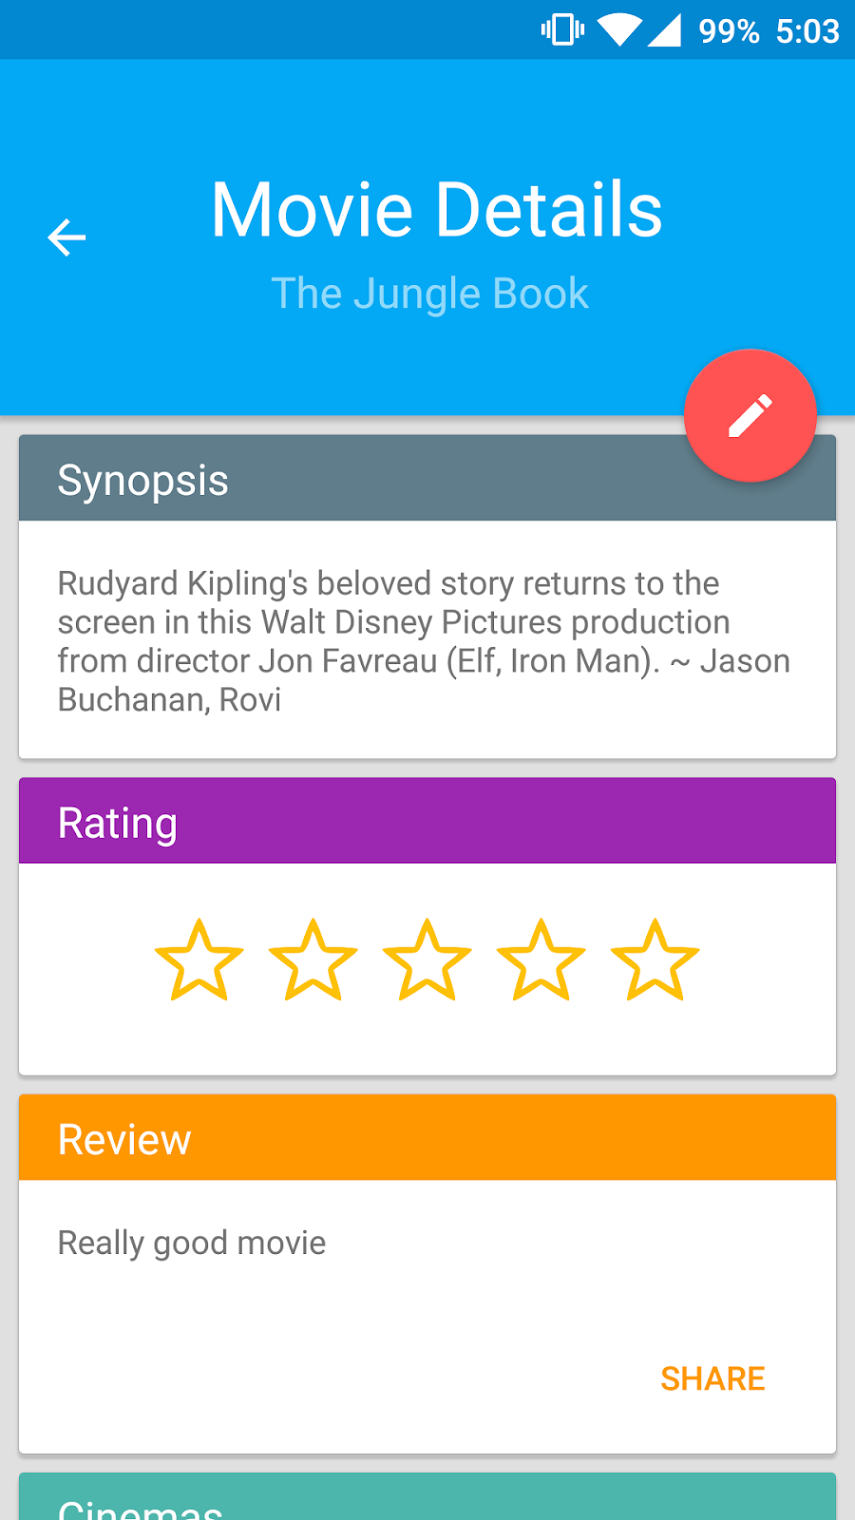 99% 5:03
Movie Details
The Jungle Book
Synopsis
Rudyard Kipling's beloved story returns to the
screen in this Walt Disney Pictures production
from director Jon Favreau (Elf, Iron Man). ~ Jason
Buchanan, Rovi
Rating
Review
Really good movie
SHARE
Cinemas